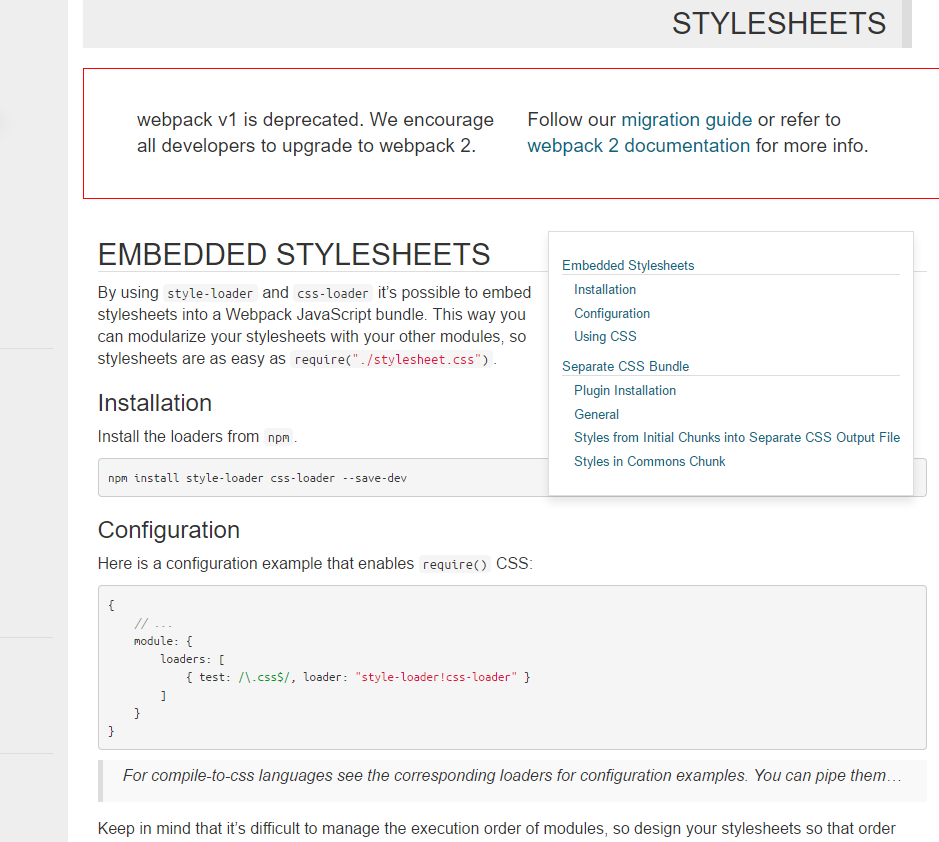 STYLESHEETS
webpack v1 is deprecated. We encourage
all developers to upgrade to webpack 2.
Follow our migration guide or refer to
webpack 2 documentation for more info.
EMBEDDED STYLESHEETS
By using style-loader and css-loader it’s possible to embed
stylesheets into a Webpack JavaScript bundle. This way you
can modularize your stylesheets with your other modules, so
stylesheets are as easy as require("./stylesheet.css").
Embedded Stylesheets
Installation
Configuration
Using CSS
Separate CSS Bundle
Plugin Installation
General
Styles from Initial Chunks into Separate CSS Output File
Styles in Commons Chunk
Installation
Install the loaders from npm.
npm install style-loader css-loader --save-dev
Configuration
Here is a configuration example that enables require() CSS:
{
    // ...
    module: {
        loaders: [
            { test: /\.css$/, loader: "style-loader!css-loader" }
        ]
    }
}
For compile-to-css languages see the corresponding loaders for configuration examples. You can pipe them…
Keep in mind that it’s difficult to manage the execution order of modules, so design your stylesheets so that order